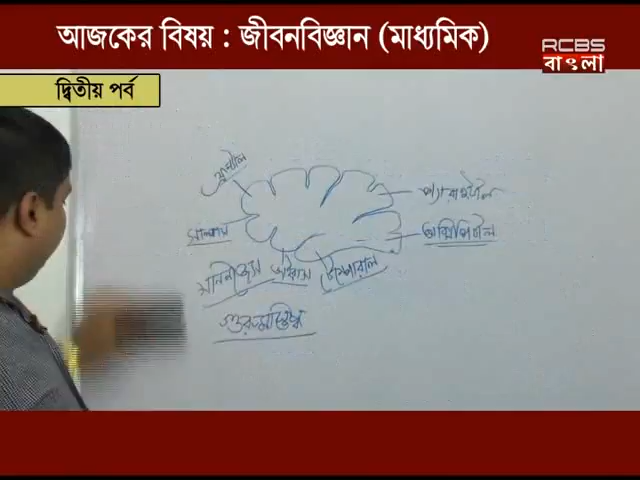 আজকের বিষয় : জীবনবিজ্ঞান (মাধ্যমিক)
RCBS
বাংলা
দ্বিতীয় পর্ব
ফ্রন্টাল
প্যারাইটাল
অক্সিপিটাল
টেম্পোরাল
গুরুমস্তিষ্ক